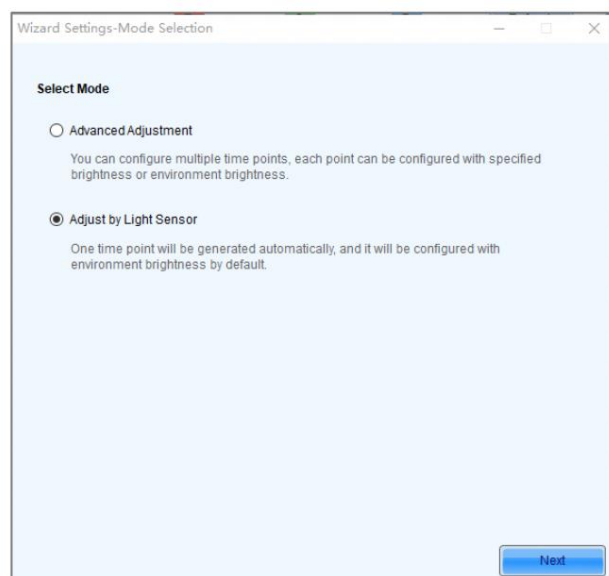 Wizard Settings-Mode Selection
Select Mode
Advanced Adjustment
You can configure multiple time points, each point can be configured with specified
brightness or environment brightness.
Adjust by Light Sensor
One time point will be generated automatically, and it will be configured with
environment brightness by default.
Next